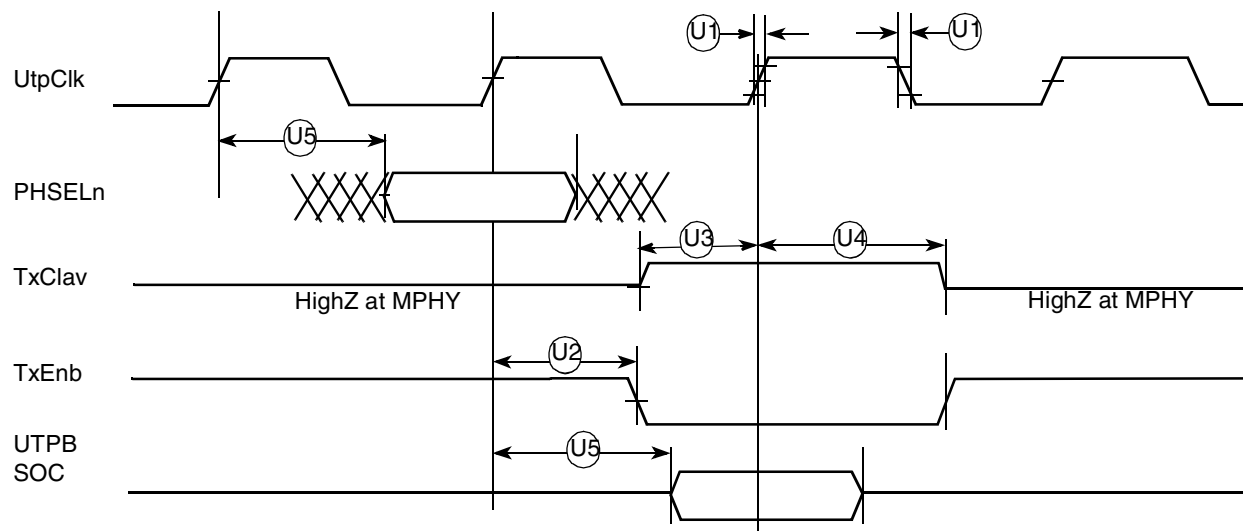 U1
U1
UtpClk
U5
PHSELn
U3
U4
TxClav
HighZ at MPHY
HighZ at MPHY
U2
TxEnb
UTPB
SOC
U5